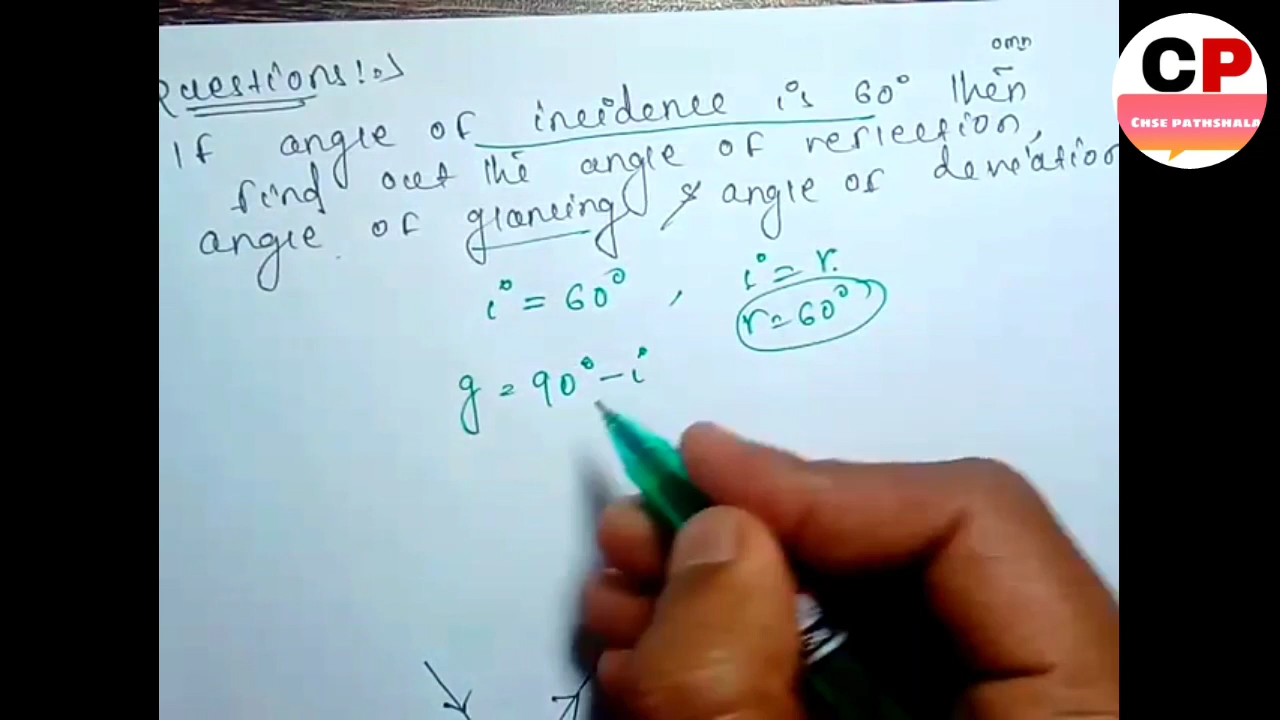 Questions:
If angle of incidence is 60° then
find out the angle of reflection,
angle of glancing & angle of deviation
i = 60° , i = r
r = 60°
g = 90° - i
CP
CHSE PATHSHALA